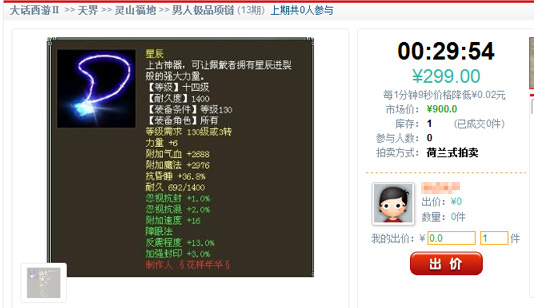 大话西游Ⅱ >> 天界 >> 灵山福地 >> 男人极品项链 (13期) 上期共0人参与
星辰
上古神器，可让佩戴者拥有星辰迸裂
般的强大力量。
【等级】十四级
【耐久度】1400
【装备条件】等级130
【装备角色】所有
等级需求 130级或3转
力量 +6
附加气血 +2688
附加魔法 +2976
抗昏睡 +36.8%
耐久 692/1400
忽视抗封 +1.0%
忽视抗混 +2.0%
附加速度 +16
障眼法
反震程度 +13.0%
加强封印 +3.0%
制作人 §花样年华§
00:29:54
¥299.00
每1分钟9秒价格降低¥0.02元
市场价： ¥900.0
库存： 1 (已成交0件)
参与人数： 0
拍卖方式： 荷兰式拍卖
出价： ¥0
数量： 0件
我的出价：¥ 0.0 1 件
出 价